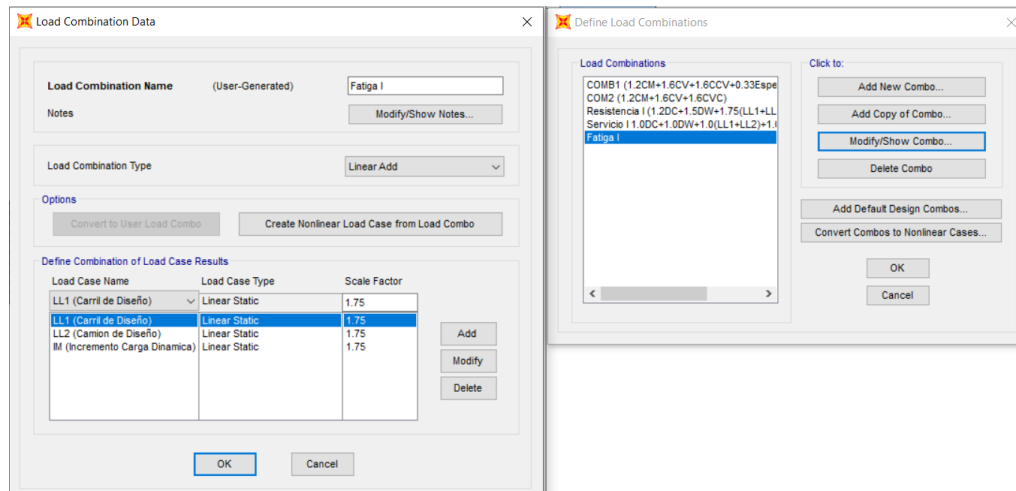 Load Combination Data
Load Combination Name (User-Generated) Fatiga I
Notes Modify/Show Notes...
Load Combination Type Linear Add
Options
Convert to User Load Combo Create Nonlinear Load Case from Load Combo
Define Combination of Load Case Results
Load Case Name Load Case Type Scale Factor
LL1 (Carril de Diseño) Linear Static 1.75
LL1 (Carril de Diseño) Linear Static 1.75
LL2 (Camion de Diseño) Linear Static 1.75
IM (Incremento Carga Dinamica) Linear Static 1.75
Add
Modify
Delete
OK Cancel
Define Load Combinations
Load Combinations
COMB1 (1.2CM+1.6CV+1.6CCV+0.33Espe
COM2 (1.2CM+1.6CV+1.6CVC)
Resistencia I (1.2DC+1.5DW+1.75(LL1+LL
Servicio I 1.0DC+1.0DW+1.0(LL1+LL2)+1.(
Fatiga I
Click to:
Add New Combo...
Add Copy of Combo...
Modify/Show Combo...
Delete Combo
Add Default Design Combos...
Convert Combos to Nonlinear Cases...
OK
Cancel